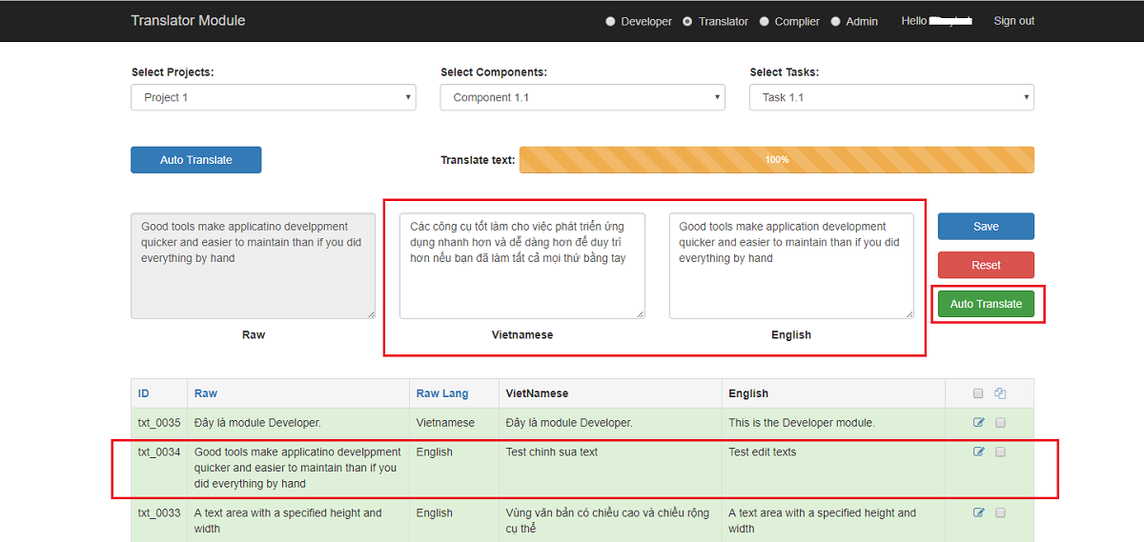 Translator Module
Developer Translator Complier Admin Hello Sign out
Select Projects: Select Components: Select Tasks:
Project 1 Component 1.1 Task 1.1
Auto Translate Translate text: 100%
Good tools make applicatino develppment
quicker and easier to maintain than if you did
everything by hand
Raw
Các công cụ tốt làm cho việc phát triển ứng
dụng nhanh hơn và dễ dàng hơn để duy trì
hơn nếu bạn đã làm tất cả mọi thứ bằng tay
Vietnamese
Good tools make application development
quicker and easier to maintain than if you did
everything by hand
English
Save
Reset
Auto Translate
ID Raw Raw Lang VietNamese English
txt_0035 Đây là module Developer. Vietnamese Đây là module Developer. This is the Developer module.
txt_0034 Good tools make applicatino develppment English Test chinh sua text Test edit texts
quicker and easier to maintain than if you
did everything by hand
txt_0033 A text area with a specified height and English Vùng văn bản có chiều cao và chiều rộng A text area with a specified height and
width cụ thể width